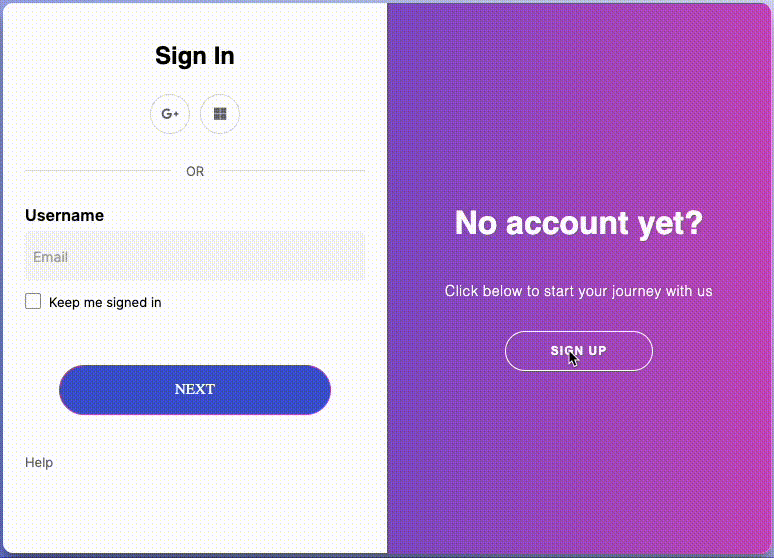 Sign In
G+
OR
Username
Email
Keep me signed in
NEXT
Help
No account yet?
Click below to start your journey with us
SIGN UP